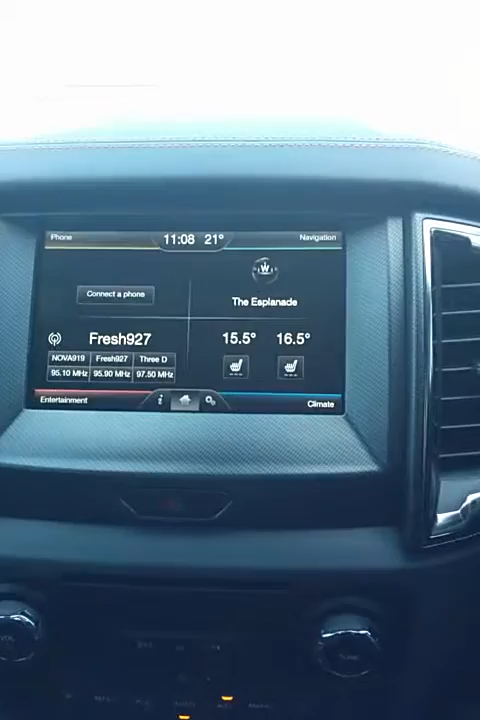 Phone
11:08 21°
Navigation
Connect a phone
The Esplanade
Fresh927
15.5° 16.5°
NOVA919 Fresh927 Three D
95.10 MHz 95.90 MHz 97.50 MHz
Entertainment
i
Climate
VOL